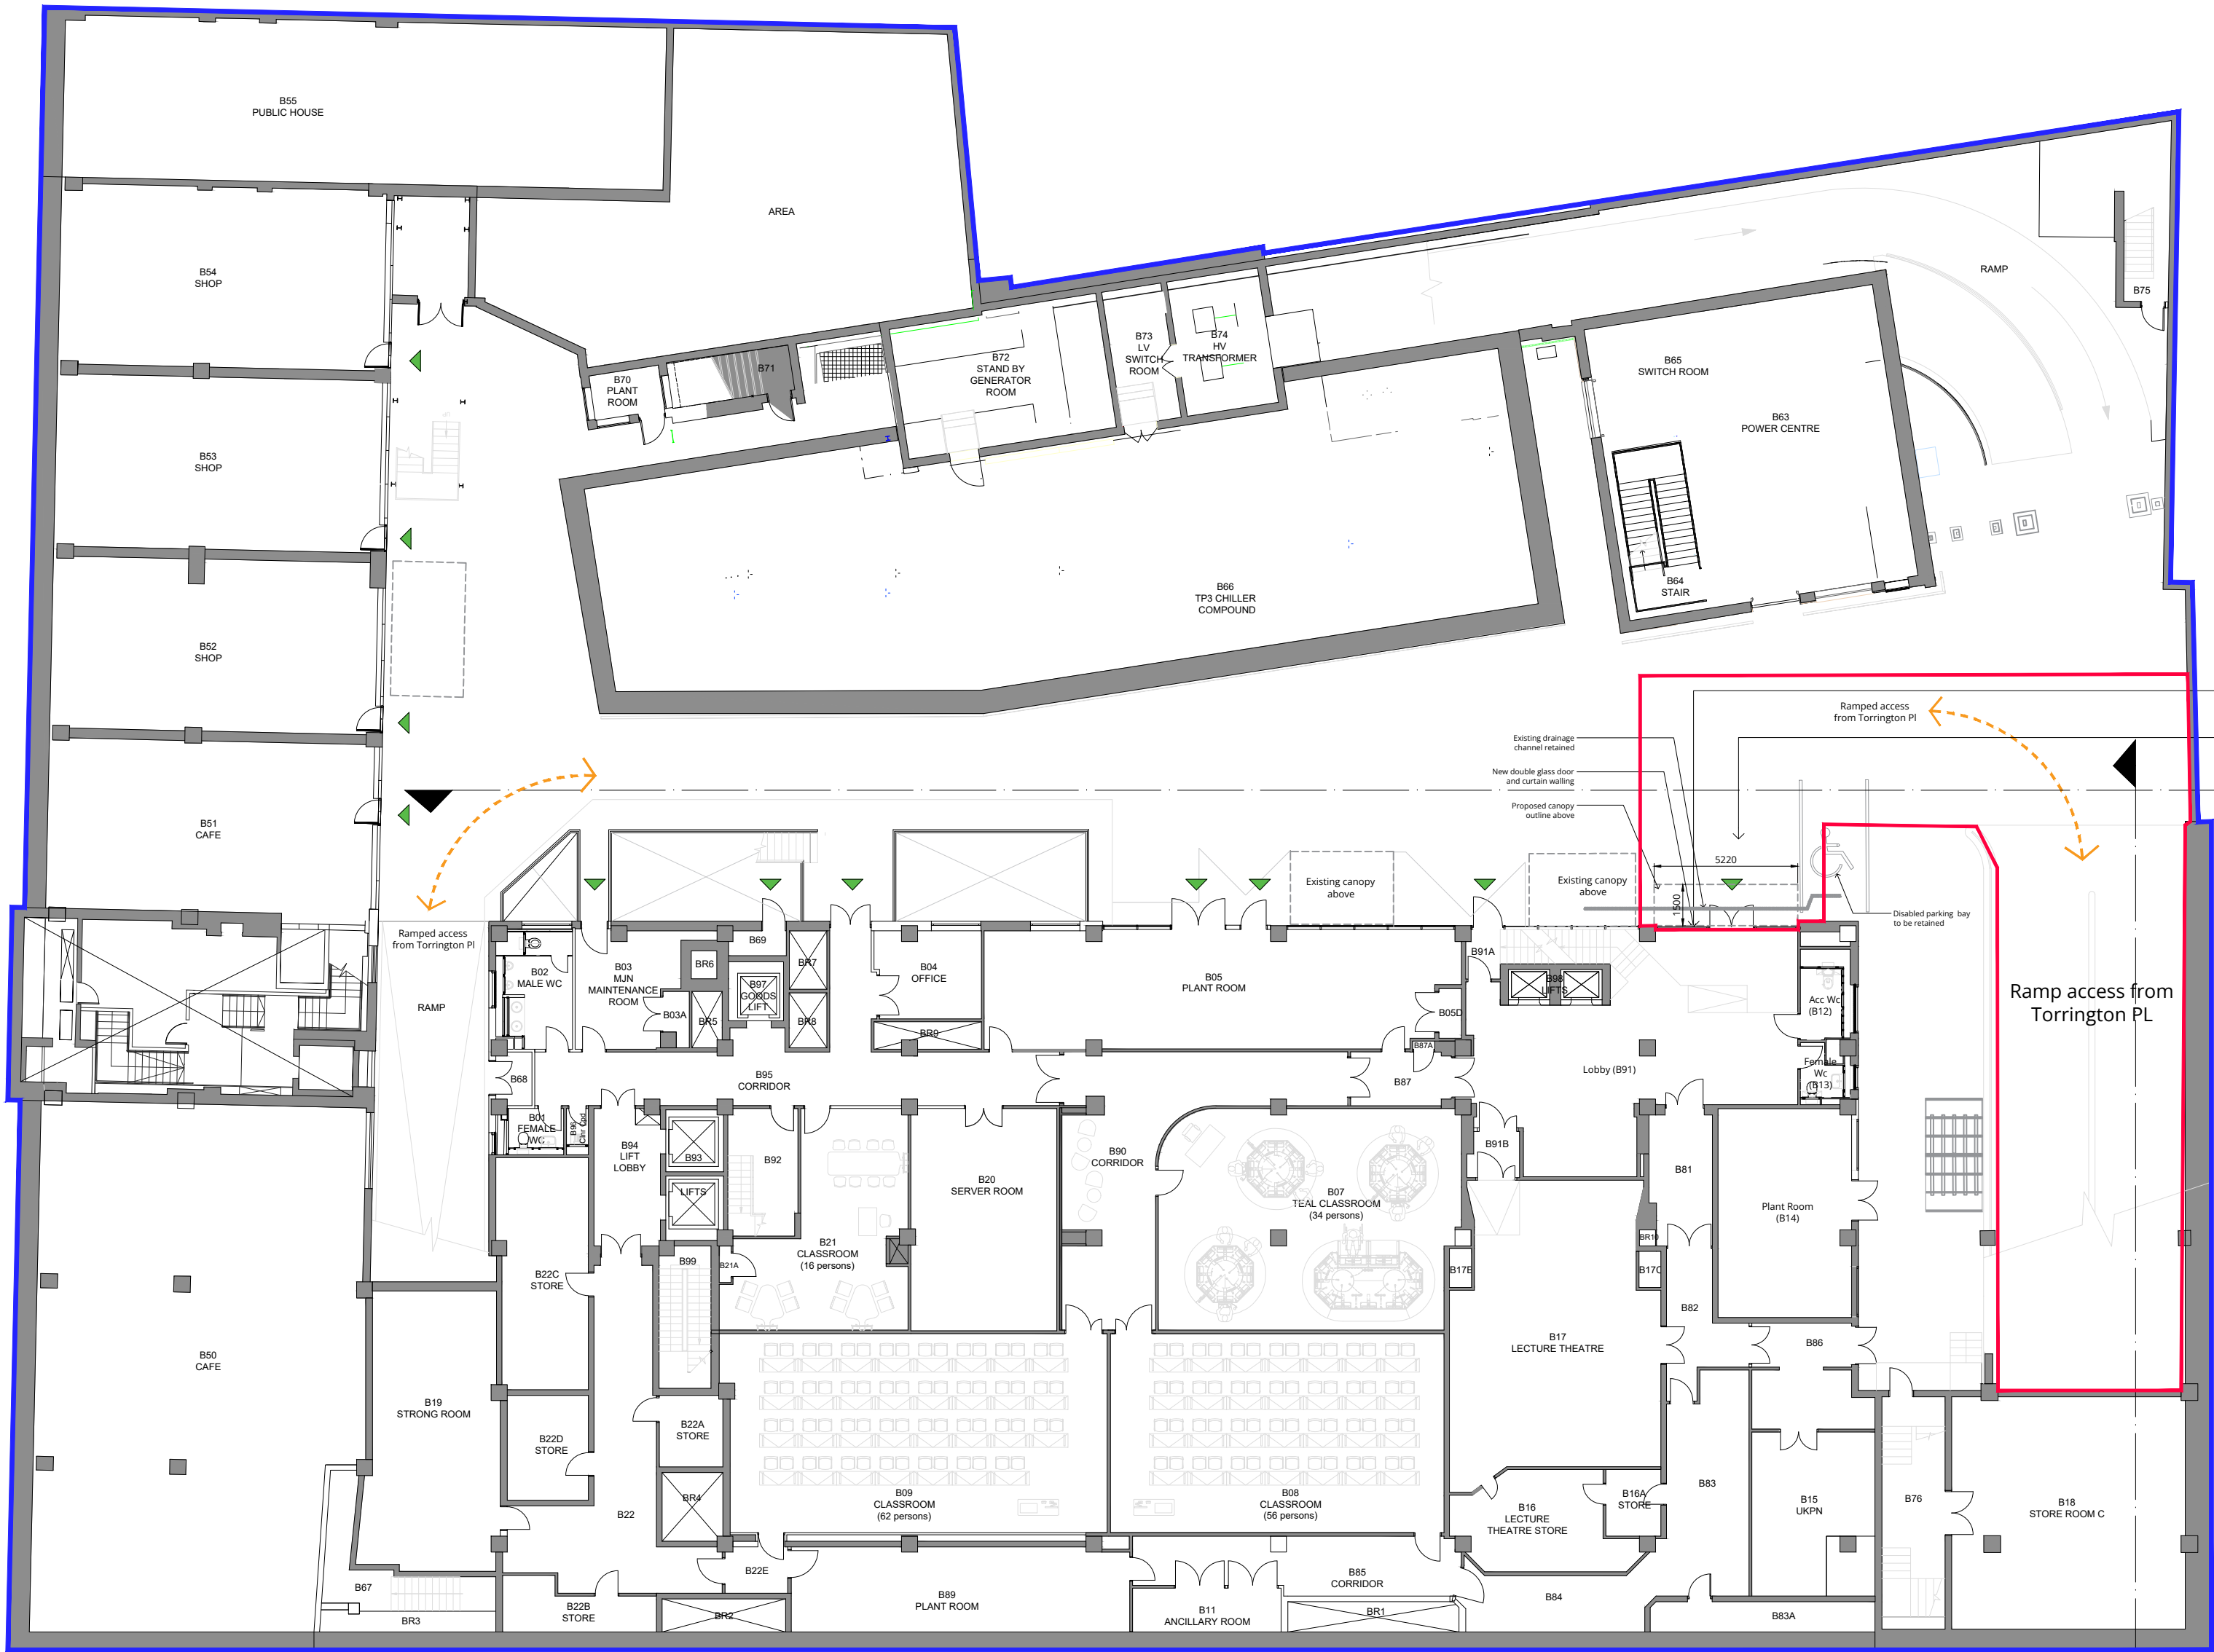 B55
PUBLIC HOUSE
AREA
B54
SHOP
RAMP
B75
B73
LV
SWITCH
ROOM
B74
HV
TRANSFORMER
B72
STAND BY
GENERATOR
ROOM
B71
B70
PLANT
ROOM
B65
SWITCH ROOM
B63
POWER CENTRE
B53
SHOP
B66
TP3 CHILLER
COMPOUND
B64
STAIR
B52
SHOP
Ramped access
from Torrington Pl
Existing drainage
channel retained
New double glass door
and curtain walling
Proposed canopy
outline above
B51
CAFE
5220
1500
Existing canopy
above
Existing canopy
above
Disabled parking bay
to be retained
Ramped access
from Torrington Pl
RAMP
B02
MALE WC
B03
MJN
MAINTENANCE
ROOM
B03A
BR6
BR5
B69
B97
GOODS
LIFT
BR7
BR8
B04
OFFICE
BR9
B05
PLANT ROOM
B05D
B91A
B98
LIFTS
Acc Wc
(B12)
Ramp access from
Torrington PL
B68
B95
CORRIDOR
B87A
B87
Lobby (B91)
Female
Wc
(B13)
B01
FEMALE
WC
B96
Clnr Cpd
B94
LIFT
LOBBY
B93
LIFTS
B92
B20
SERVER ROOM
B90
CORRIDOR
B07
TEAL CLASSROOM
(34 persons)
B91B
B81
Plant Room
(B14)
B21
CLASSROOM
(16 persons)
B21A
B99
B22C
STORE
B17B
BR10
B17C
B82
B86
B17
LECTURE THEATRE
B50
CAFE
B19
STRONG ROOM
B22D
STORE
B22A
STORE
BR4
B22
B09
CLASSROOM
(62 persons)
B08
CLASSROOM
(56 persons)
B16
LECTURE
THEATRE STORE
B16A
STORE
B83
B15
UKPN
B76
B18
STORE ROOM C
B67
BR3
B22B
STORE
B22E
BR2
B89
PLANT ROOM
B11
ANCILLARY ROOM
B85
CORRIDOR
BR1
B84
B83A